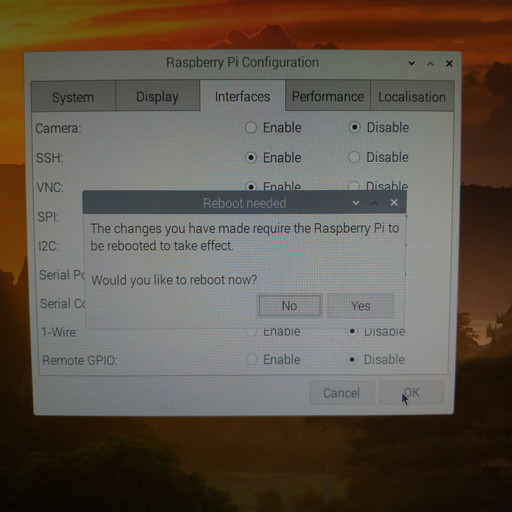 Raspberry Pi Configuration
System Display Interfaces Performance Localisation
Camera: Enable Disable
SSH: Enable Disable
VNC: Enable Disable
Reboot needed
SPI:
The changes you have made require the Raspberry Pi to
I2C:
be rebooted to take effect.
Serial
Would you like to reboot now?
Serial
No Yes
1-Wire: Enable Disable
Remote GPIO: Enable Disable
Cancel OK